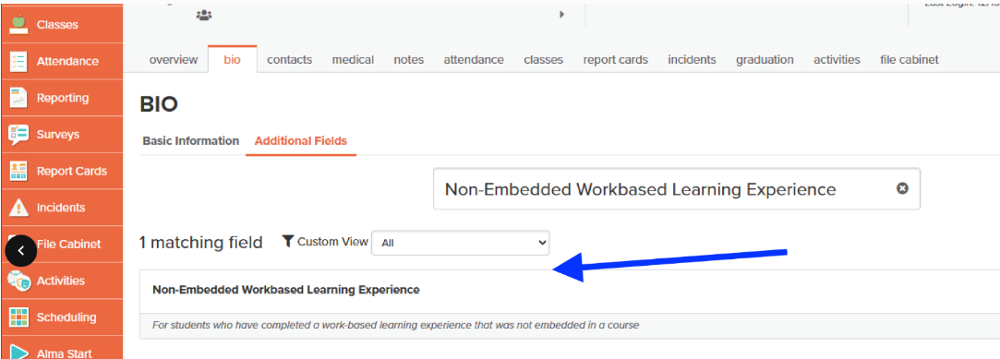 Classes
Attendance
Reporting
Surveys
Report Cards
Incidents
File Cabinet
Activities
Scheduling
Alma Start
overview bio contacts medical notes attendance classes report cards incidents graduation activities file cabinet
BIO
Basic Information Additional Fields
Non-Embedded Workbased Learning Experience
1 matching field Custom View All
Non-Embedded Workbased Learning Experience
For students who have completed a work-based learning experience that was not embedded in a course